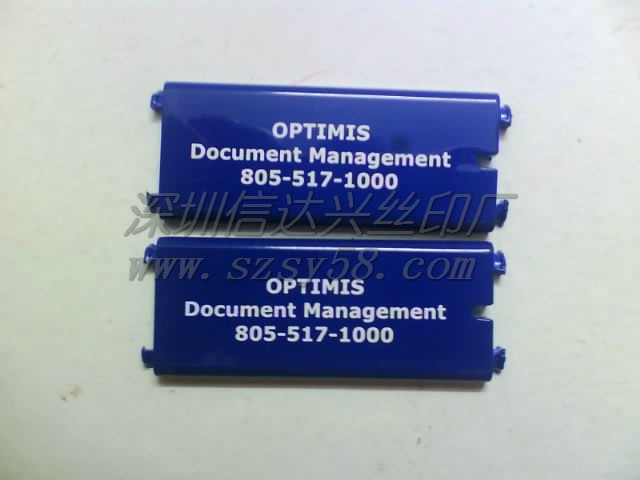 OPTIMIS
Document Management
805-517-1000
深圳信达兴丝印厂
www.szsy58.com
OPTIMIS
Document Management
805-517-1000